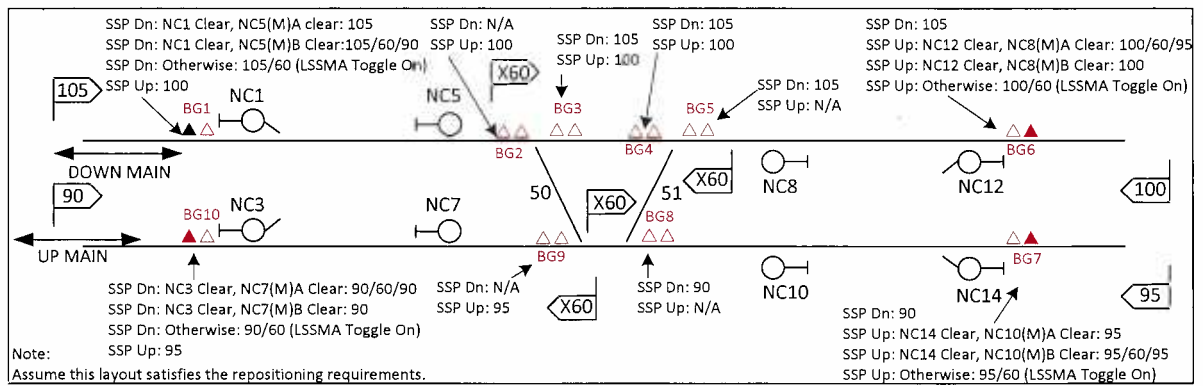 SSP Dn: NC1 Clear, NC5(M)A clear: 105
SSP Dn: NC1 Clear, NC5(M)B Clear:105/60/90
SSP Dn: Otherwise: 105/60 (LSSMA Toggle On)
SSP Up: 100
SSP Dn: N/A
SSP Up: 100
SSP Dn: 105
SSP Up: 100
SSP Dn: 105
SSP Up: 100
SSP Dn: 105
SSP Up: N/A
SSP Dn: 105
SSP Up: NC12 Clear, NC8(M)A Clear: 100/60/95
SSP Up: NC12 Clear, NC8(M)B Clear: 100
SSP Up: Otherwise: 100/60 (LSSMA Toggle On)
105
BG1
NC1
NC5
X60
BG3
BG5
BG2
BG4
BG6
DOWN MAIN
50
51
X60
X60
NC8
NC12
100
90
BG10
NC3
NC7
BG8
UP MAIN
BG9
BG7
X60
NC10
NC14
95
SSP Dn: NC3 Clear, NC7(M)A Clear: 90/60/90
SSP Dn: NC3 Clear, NC7(M)B Clear: 90
SSP Dn: Otherwise: 90/60 (LSSMA Toggle On)
SSP Up: 95
SSP Dn: N/A
SSP Up: 95
SSP Dn: 90
SSP Up: N/A
SSP Dn: 90
SSP Up: NC14 Clear, NC10(M)A Clear: 95
SSP Up: NC14 Clear, NC10(M)B Clear: 95/60/95
SSP Up: Otherwise: 95/60 (LSSMA Toggle On)
Note:
Assume this layout satisfies the repositioning requirements.